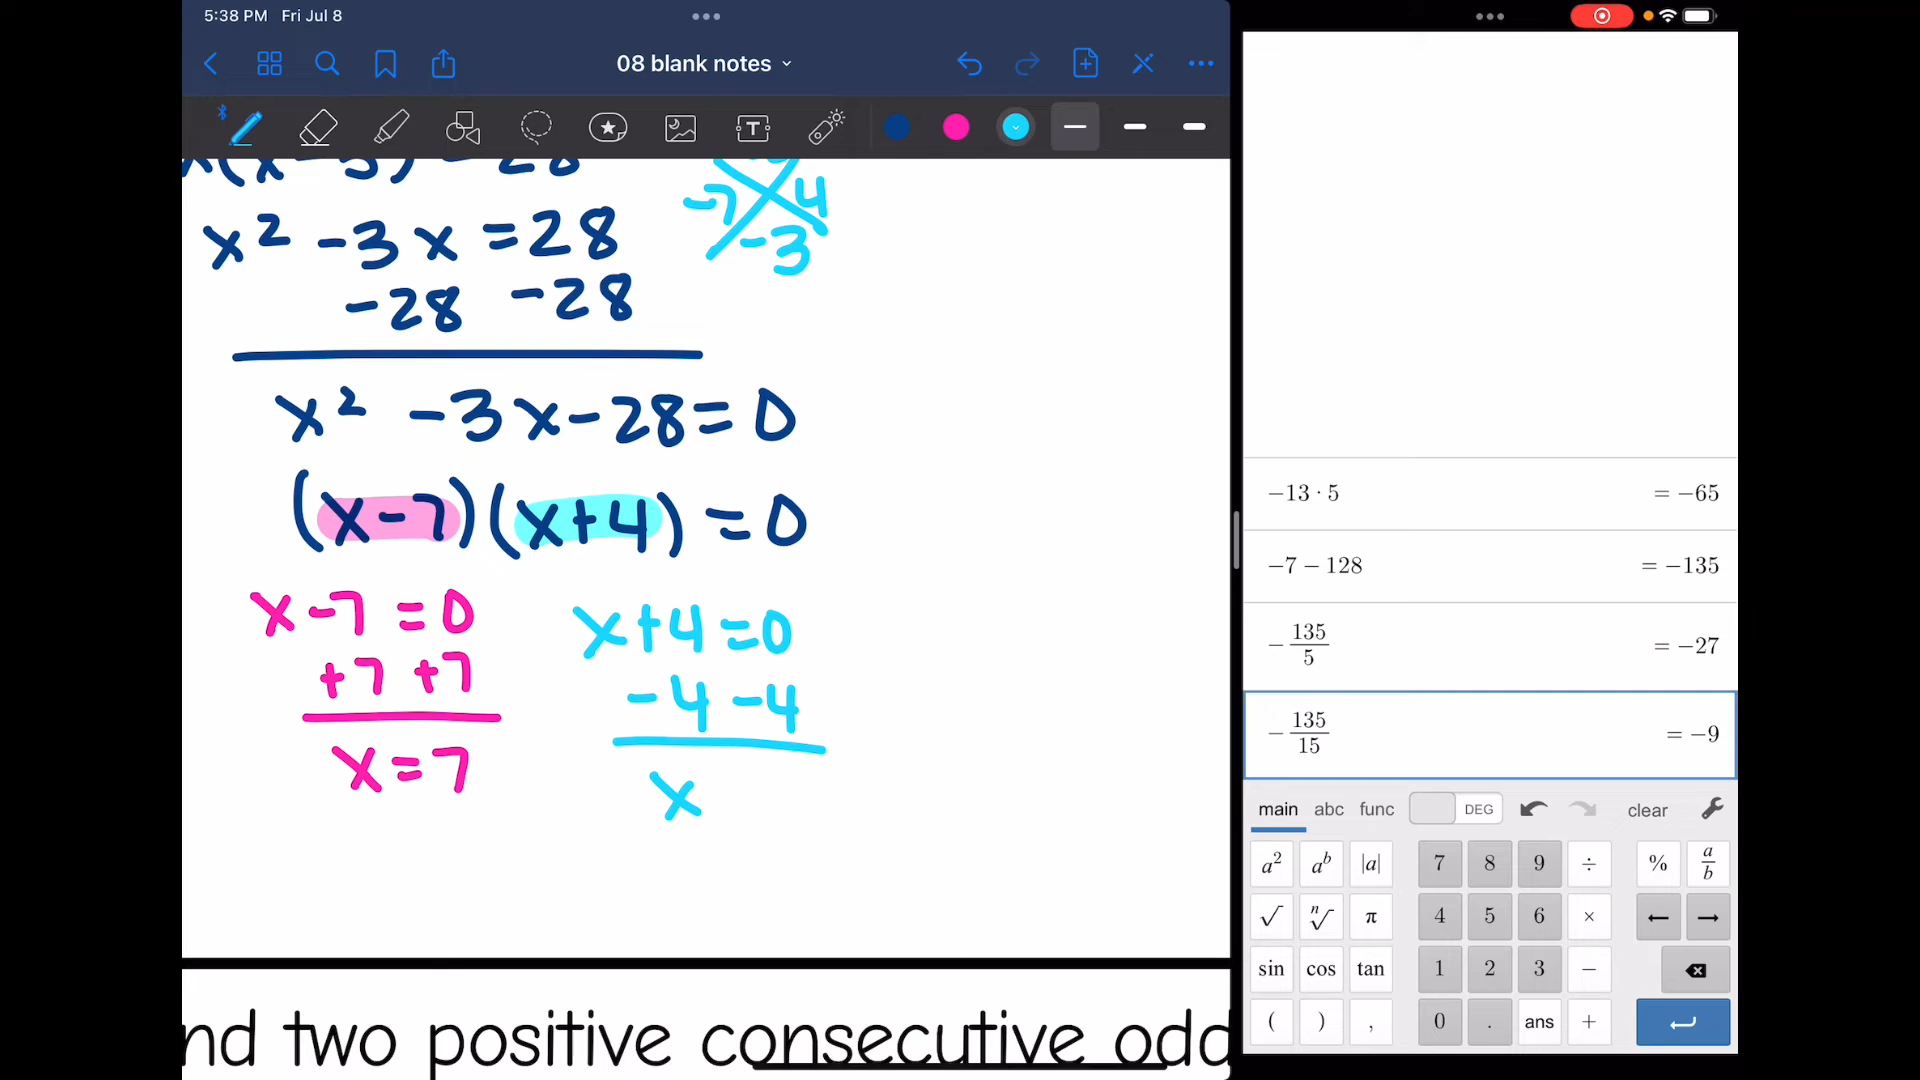 5:38 PM Fri Jul 8
08 blank notes
x² -3x =28
-28 -28
x² -3x-28=0
(x-7)(x+4) =0
x-7 =0
+7 +7
x=7
-7 4
-3
x+4=0
-4 -4
x
nd two positive consecutive odd
−13 · 5 = −65
−7 − 128 = −135
−135/5 = −27
−135/15 = −9
main abc func DEG clear
a² aᵇ |a| 7 8 9 ÷ % a/b
√ ⁿ√ π 4 5 6 × ← →
sin cos tan 1 2 3 −
( ) , 0 . ans +